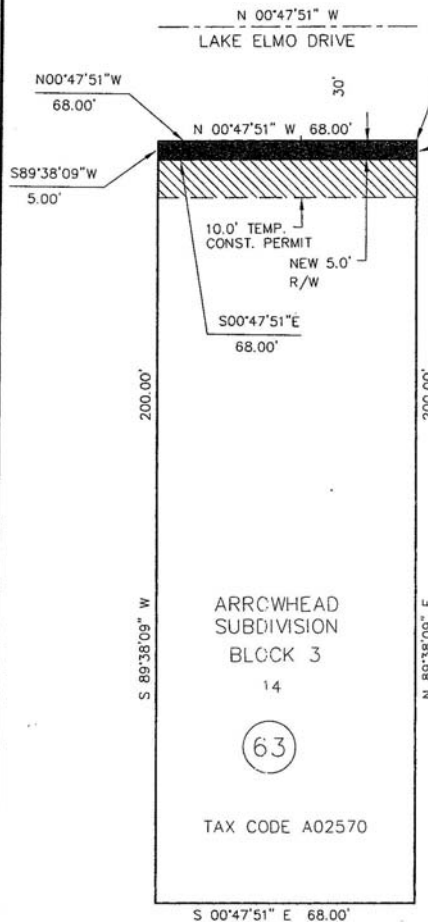 N 00°47'51" W
LAKE ELMO DRIVE
N00°47'51"W
68.00'
30'
N 00°47'51" W 68.00'
S89°38'09"W
5.00'
10.0' TEMP.
CONST. PERMIT
NEW 5.0'
R/W
S00°47'51"E
68.00'
200.00'
200.00'
S 89°38'09" W
N 89°38'09" E
ARROWHEAD
SUBDIVISION
BLOCK 3
14
63
TAX CODE A02570
S 00°47'51" E 68.00'